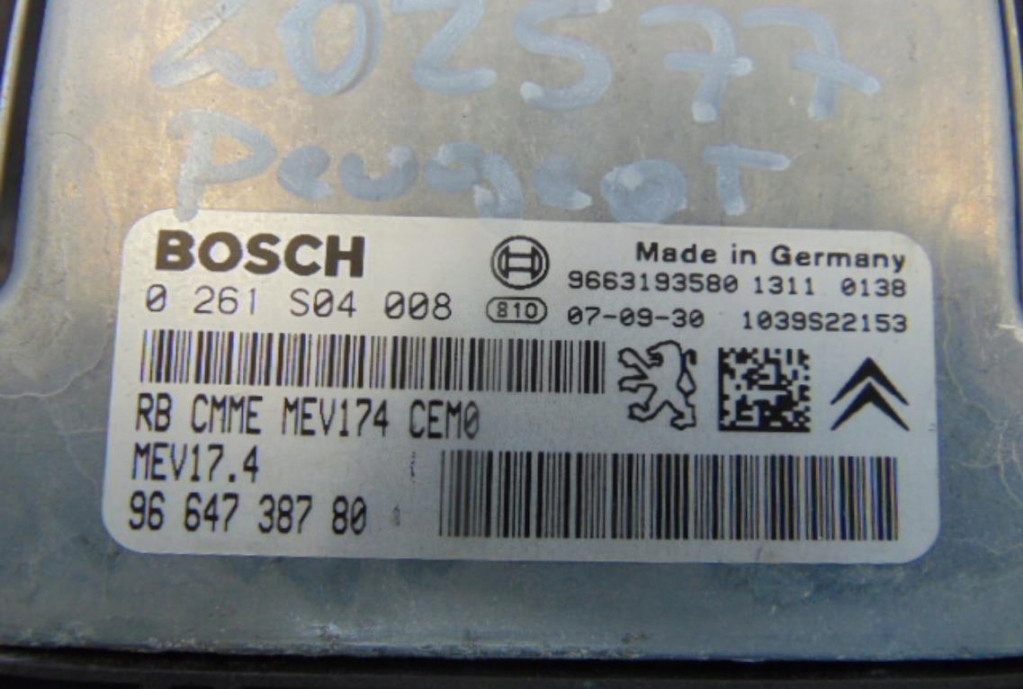 202577
Peugeot
BOSCH
Made in Germany
9663193580 1311 0138
0 261 S04 008 810 07-09-30 1039S22153
RB CMME MEV174 CEM0
MEV17.4
96 647 387 80